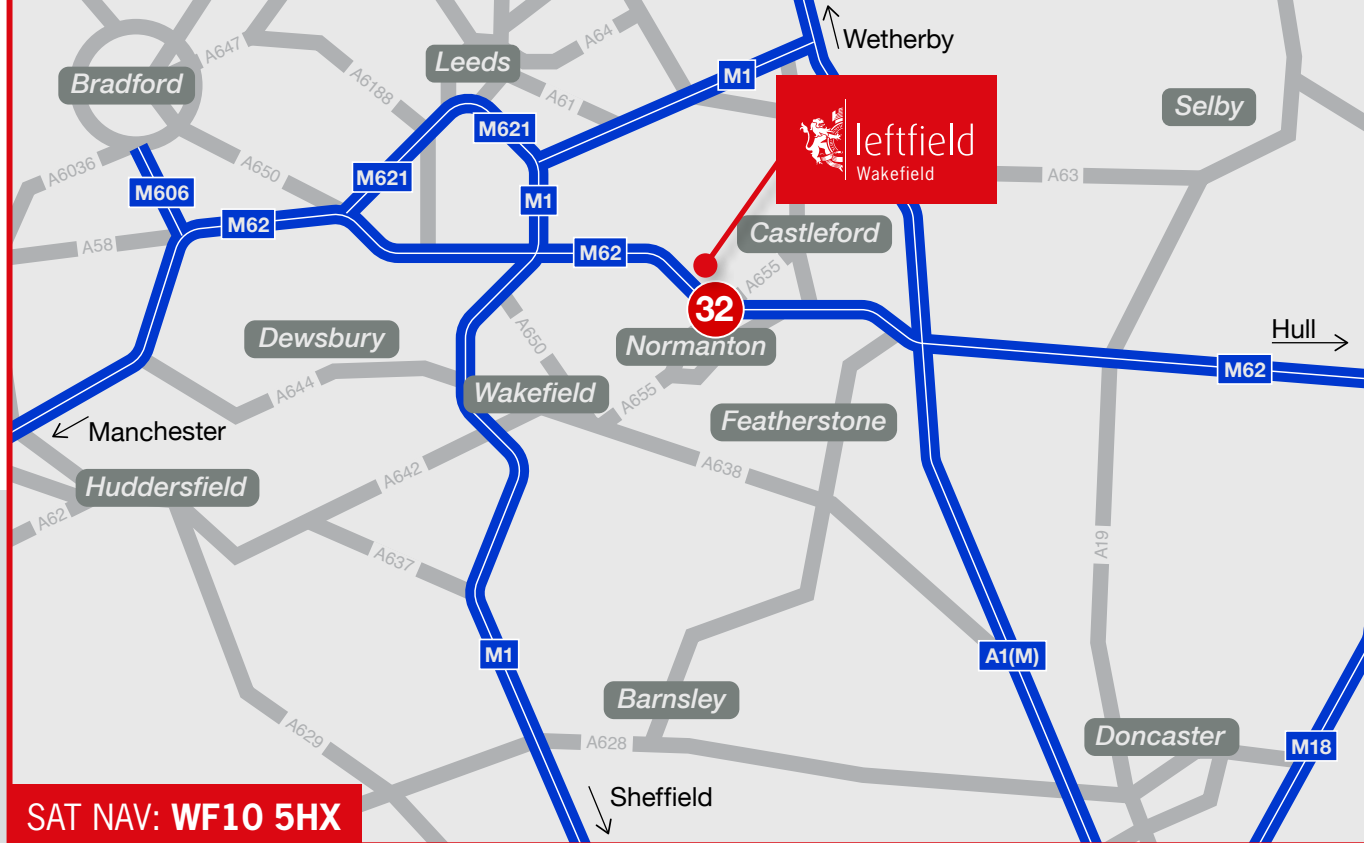 Wetherby
A64
A647
Leeds
M1
Bradford
A6188
A61
Selby
M621
leftfield
Wakefield
A6036
A650
M621
A63
M606
M1
M62
Castleford
A58
M62
A655
32
Hull
Dewsbury
A650
Normanton
M62
A644
Wakefield
A655
Featherstone
Manchester
A638
A642
Huddersfield
A62
A19
A637
M1
A1(M)
Barnsley
A629
A628
Doncaster
M18
Sheffield
SAT NAV: WF10 5HX